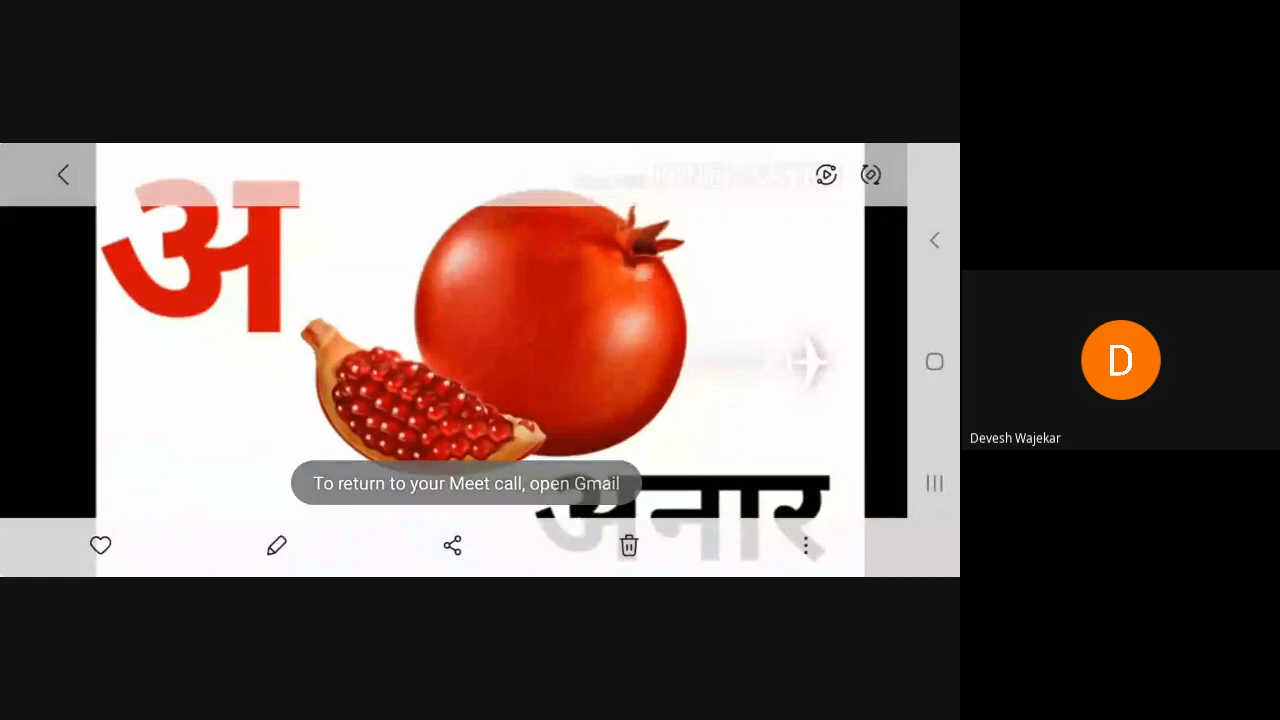 अ
To return to your Meet call, open Gmail
अनार
D
Devesh Wajekar